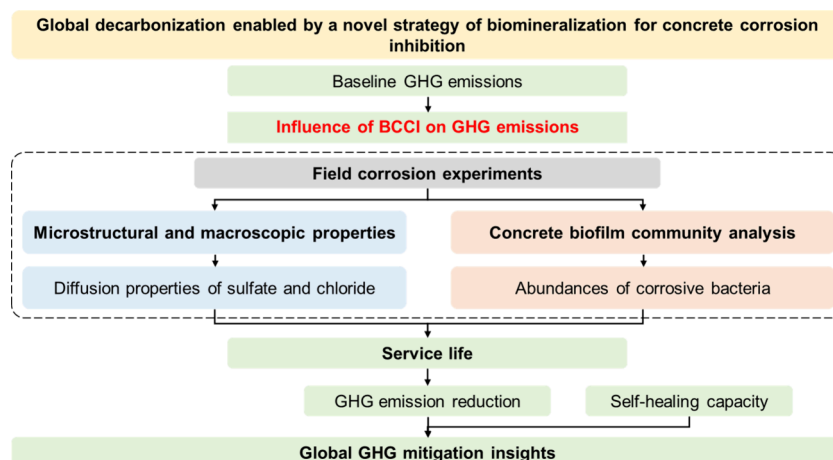 Global decarbonization enabled by a novel strategy of biomineralization for concrete corrosion
inhibition
Baseline GHG emissions
Influence of BCCI on GHG emissions
Field corrosion experiments
Microstructural and macroscopic properties
Concrete biofilm community analysis
Diffusion properties of sulfate and chloride
Abundances of corrosive bacteria
Service life
GHG emission reduction
Self-healing capacity
Global GHG mitigation insights